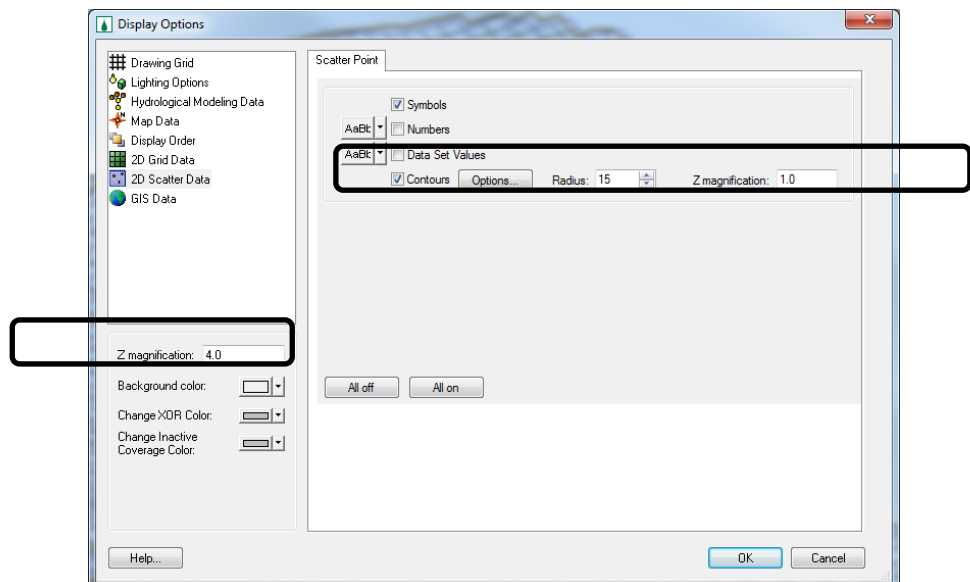 Display Options
Drawing Grid
Lighting Options
Hydrological Modeling Data
Map Data
Display Order
2D Grid Data
2D Scatter Data
GIS Data
Z magnification: 4.0
Background color:
Change XOR Color:
Change Inactive
Coverage Color:
Scatter Point
Symbols
AaBb Numbers
AaBb Data Set Values
Contours Options... Radius: 15 Z magnification: 1.0
All off All on
Help... OK Cancel